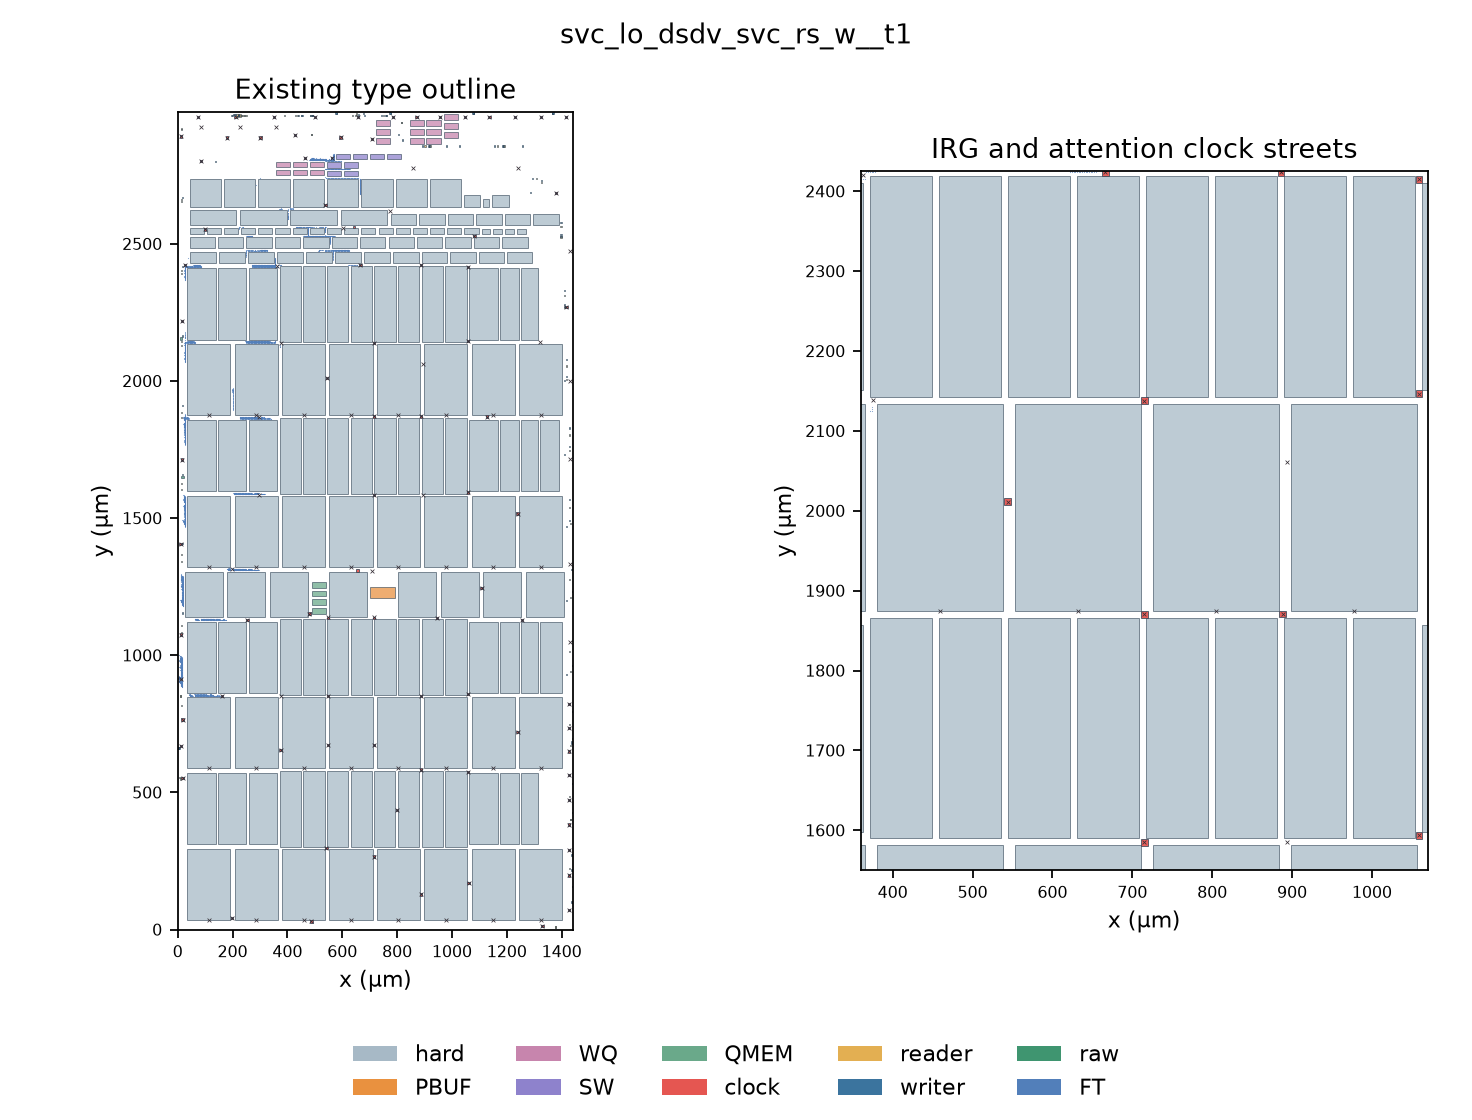 svc_lo_dsdv_svc_rs_w__t1
Existing type outline
IRG and attention clock streets
y (µm)
2500
2000
1500
1000
500
0
0 200 400 600 800 1000 1200 1400
x (µm)
y (µm)
2400
2300
2200
2100
2000
1900
1800
1700
1600
400 500 600 700 800 900 1000
x (µm)
hard WQ QMEM reader raw
PBUF SW clock writer FT